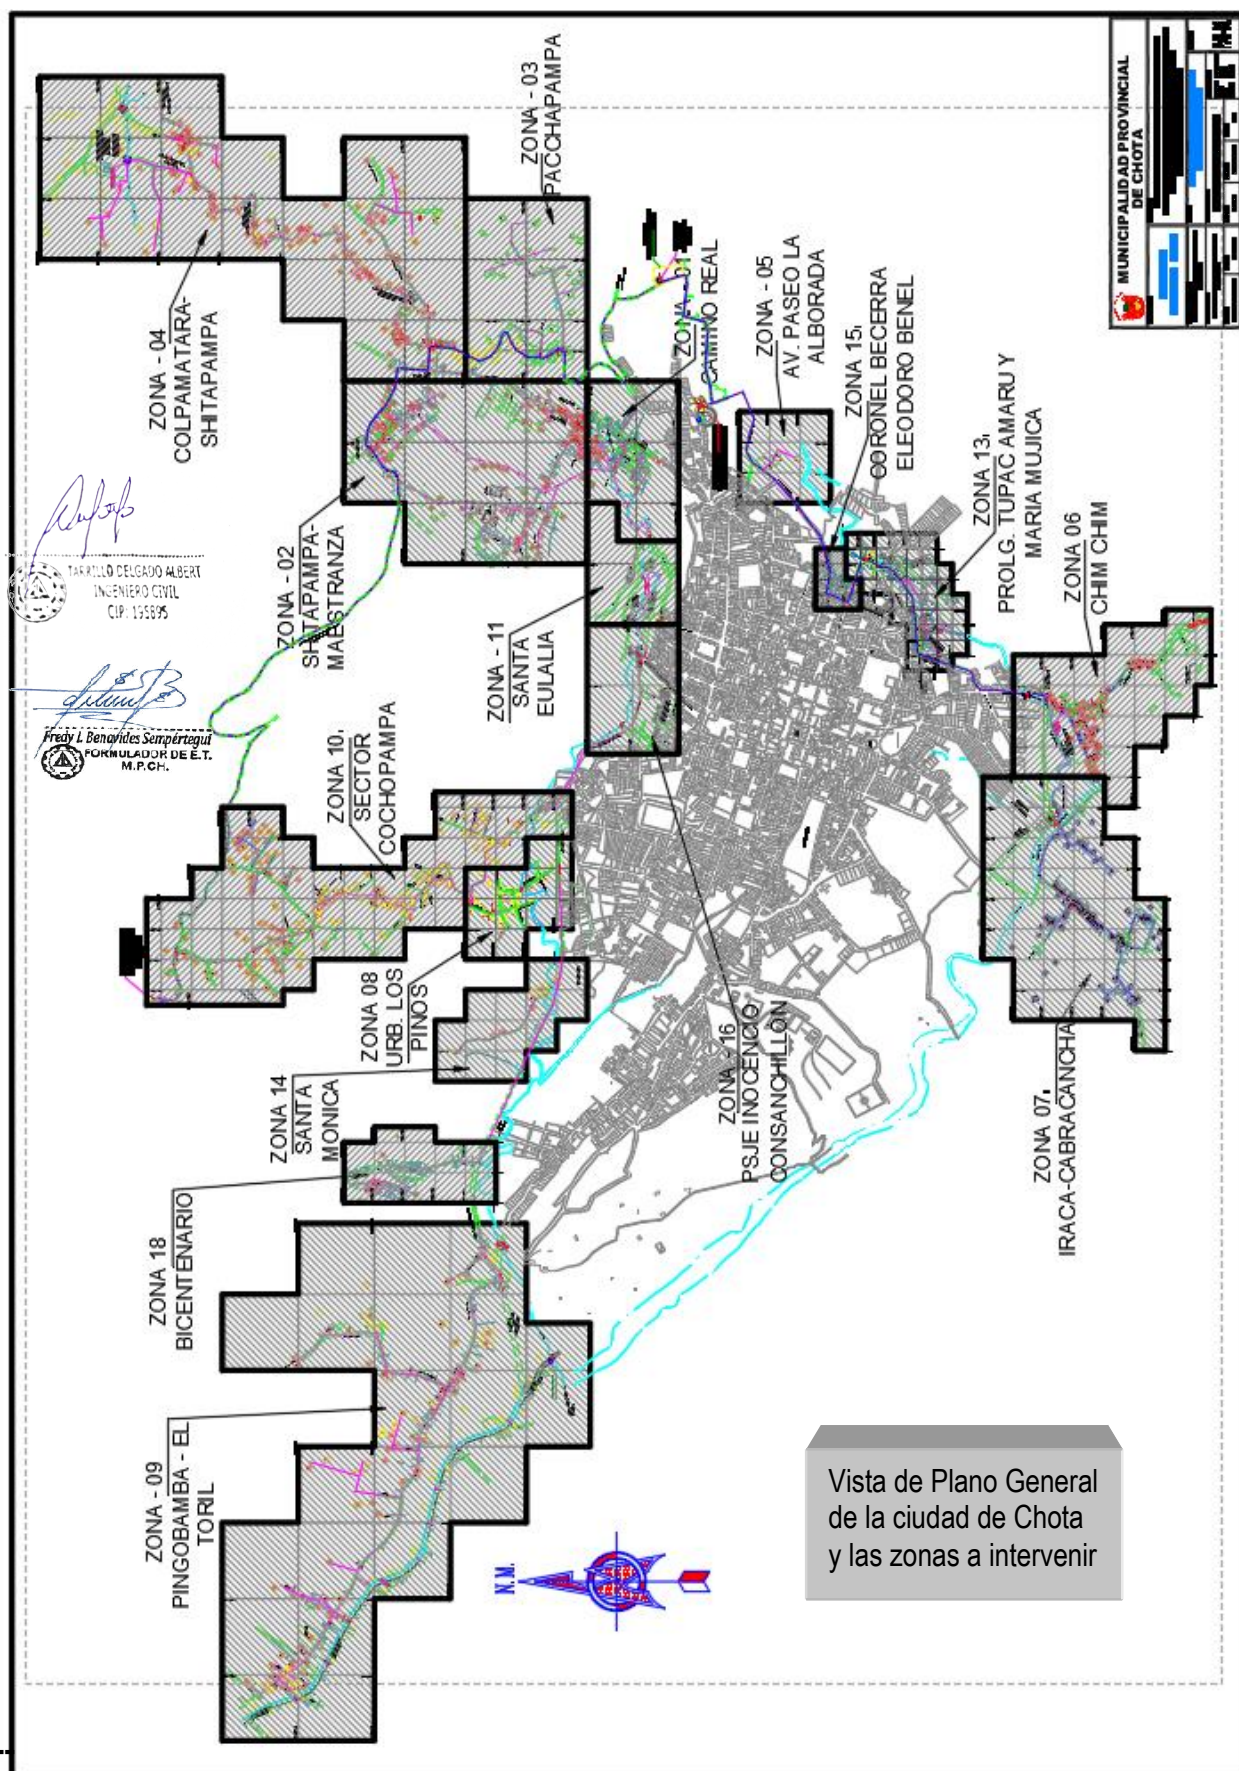 MUNICIPALIDAD PROVINCIAL
DE CHOTA
ZONA - 03
PACCHAPAMPA
ZONA - 04
COLPAMATARA-
SHITAPAMPA
CAMINO REAL
ZONA - 05
AV. PASEO LA
ALBORADA
ZONA 15,
CORONEL BECERRA
ELEODORO BENEL
ZONA 13,
PROLG. TUPAC AMARU Y
MARIA MUJICA
ZONA 06
CHIM CHIM
ZONA - 02
SHITAPAMPA-
MAESTRANZA
ZONA - 11
SANTA
EULALIA
TARRILLO DELGADO ALBERT
INGENIERO CIVIL
CIP: 195895
Fredy I. Benavides Sempértegui
FORMULADOR DE E.T.
M.P.CH.
ZONA 10,
SECTOR
COCHOPAMPA
ZONA 08
URB. LOS
PINOS
ZONA 14
SANTA
MONICA
ZONA - 16
PSJE INOCENCIO
CONSANCHILLON
ZONA 07,
IRACA-CABRACANCHA
ZONA 18
BICENTENARIO
ZONA - 09
PINGOBAMBA - EL
TORIL
N.M.
Vista de Plano General
de la ciudad de Chota
y las zonas a intervenir